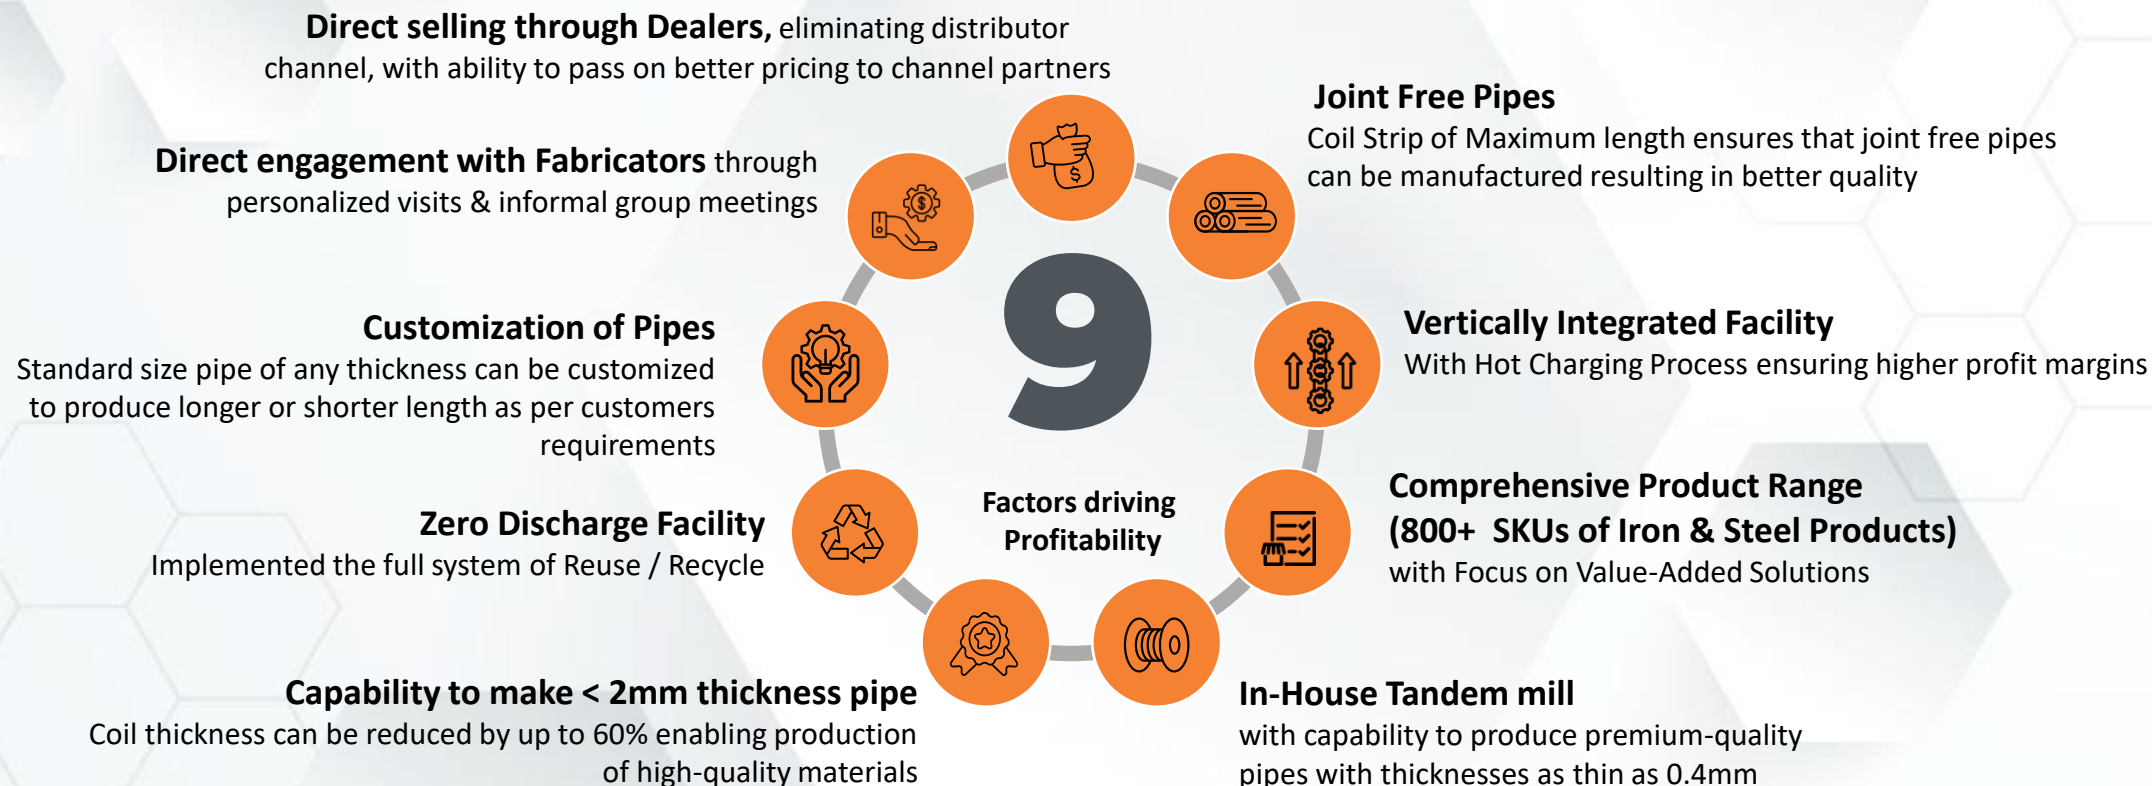 Direct selling through Dealers, eliminating distributor
channel, with ability to pass on better pricing to channel partners
Joint Free Pipes
Coil Strip of Maximum length ensures that joint free pipes
can be manufactured resulting in better quality
Direct engagement with Fabricators through
personalized visits & informal group meetings
9
Factors driving
Profitability
Vertically Integrated Facility
With Hot Charging Process ensuring higher profit margins
Customization of Pipes
Standard size pipe of any thickness can be customized
to produce longer or shorter length as per customers
requirements
Comprehensive Product Range
(800+ SKUs of Iron & Steel Products)
with Focus on Value-Added Solutions
Zero Discharge Facility
Implemented the full system of Reuse / Recycle
Capability to make < 2mm thickness pipe
Coil thickness can be reduced by up to 60% enabling production
of high-quality materials
In-House Tandem mill
with capability to produce premium-quality
pipes with thicknesses as thin as 0.4mm